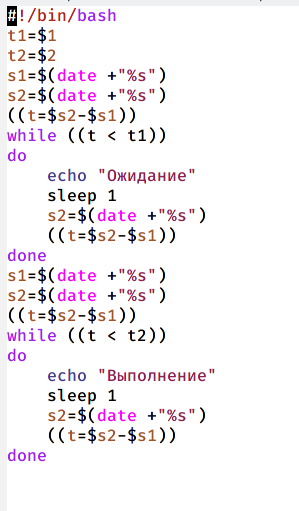 #!/bin/bash
t1=$1
t2=$2
s1=$(date +"%s")
s2=$(date +"%s")
((t=$s2-$s1))
while ((t < t1))
do
    echo "Ожидание"
    sleep 1
    s2=$(date +"%s")
    ((t=$s2-$s1))
done
s1=$(date +"%s")
s2=$(date +"%s")
((t=$s2-$s1))
while ((t < t2))
do
    echo "Выполнение"
    sleep 1
    s2=$(date +"%s")
    ((t=$s2-$s1))
done